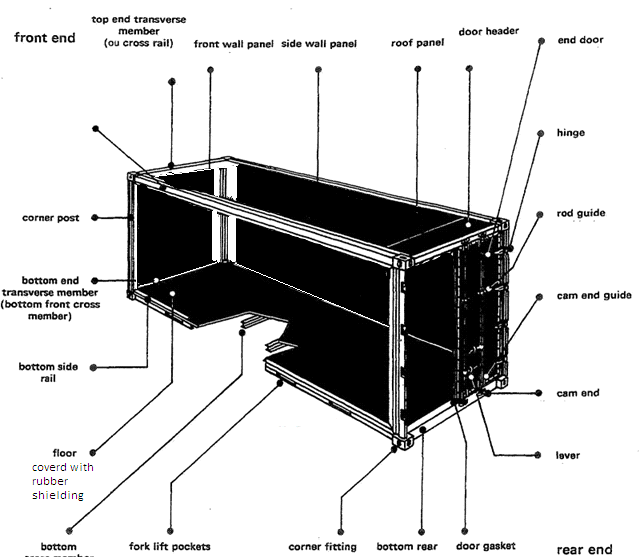 front end
top end transverse
member
(ou cross rail)
front wall panel
side wall panel
roof panel
door header
end door
hinge
rod guide
cam end guide
cam end
lever
corner post
bottom end
transverse member
(bottom front cross
member)
bottom side
rail
floor
coverd with
rubber
shielding
bottom
fork lift pockets
corner fitting
bottom rear
door gasket
rear end